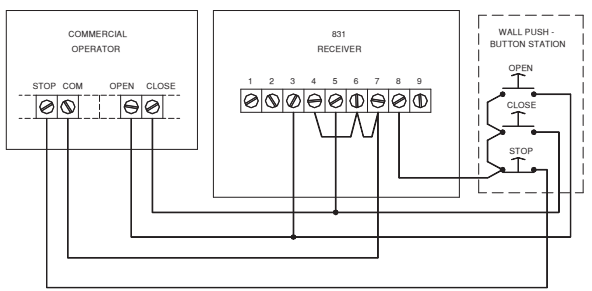 COMMERCIAL
OPERATOR
STOP COM OPEN CLOSE
831
RECEIVER
1 2 3 4 5 6 7 8 9
WALL PUSH -
BUTTON STATION
OPEN
CLOSE
STOP